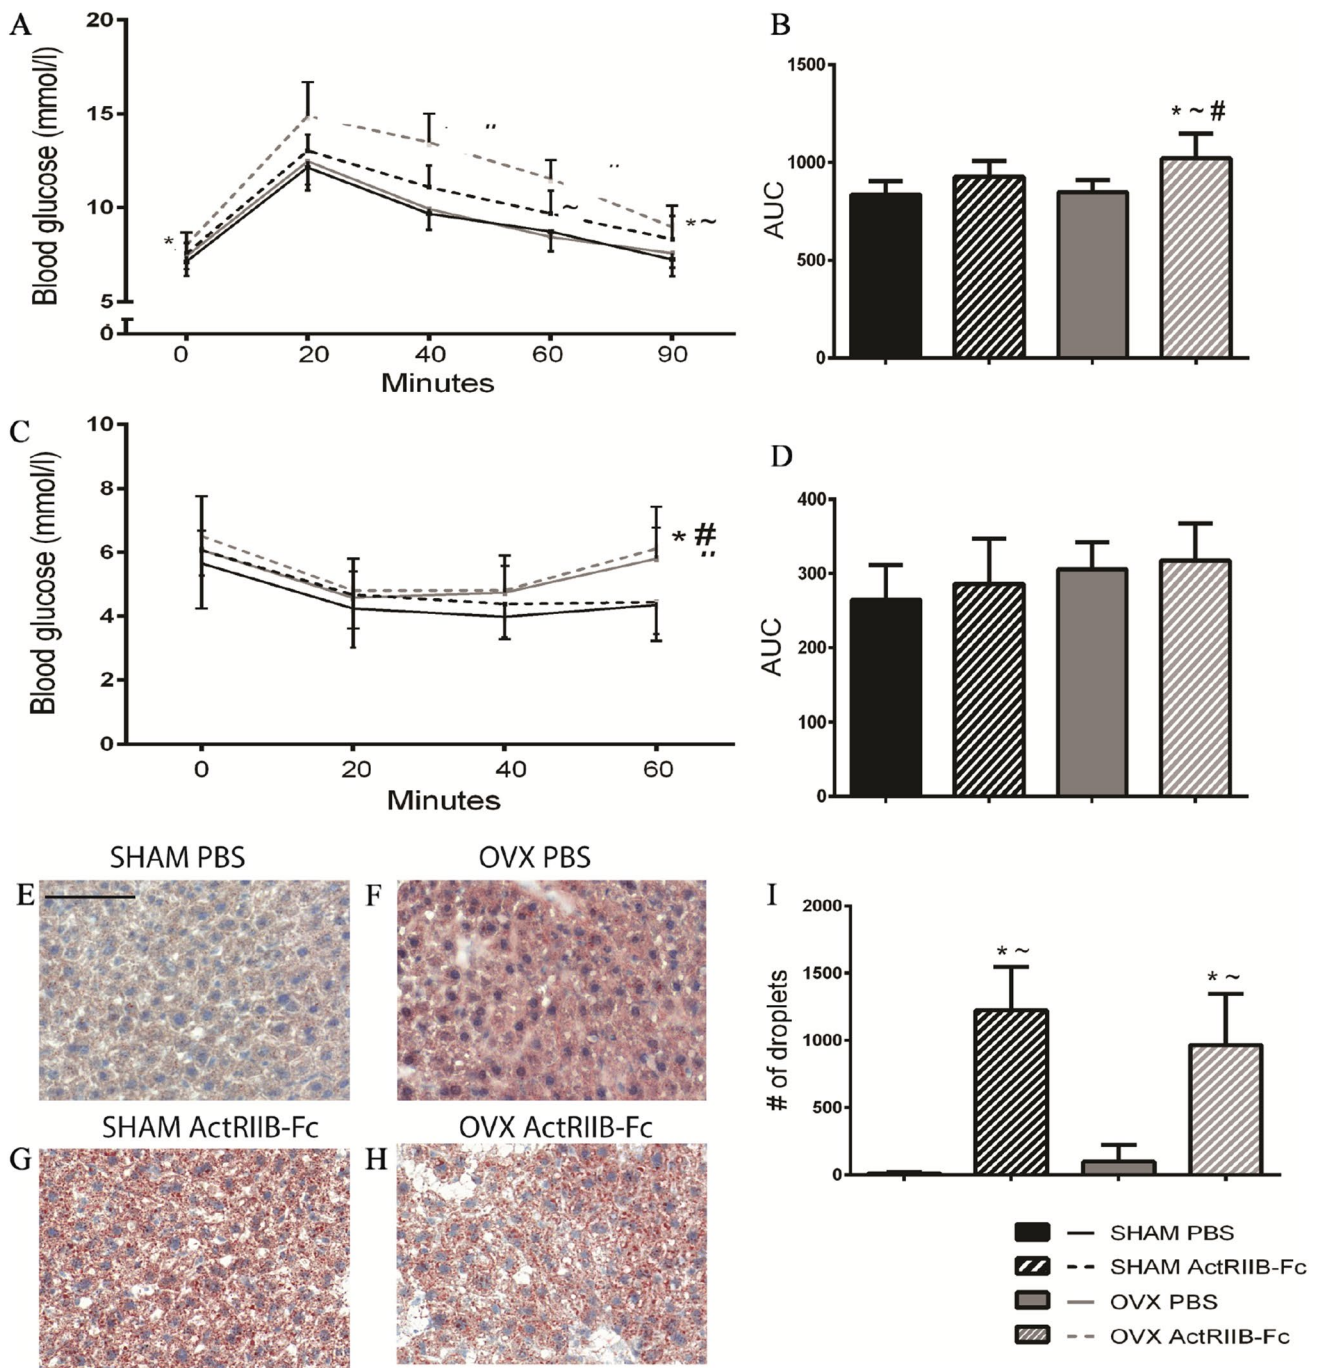 A
Blood glucose (mmol/l)
20
15
10
5
0
*
"
"
~
*~
0 20 40 60 90
Minutes
B
AUC
1500
1000
500
0
* ~ #
C
Blood glucose (mmol/l)
10
8
6
4
2
0
* #
"
0 20 40 60
Minutes
D
AUC
400
300
200
100
0
SHAM PBS
OVX PBS
E
F
SHAM ActRIIB-Fc
OVX ActRIIB-Fc
G
H
I
# of droplets
2000
1500
1000
500
0
* ~
* ~
SHAM PBS
SHAM ActRIIB-Fc
OVX PBS
OVX ActRIIB-Fc